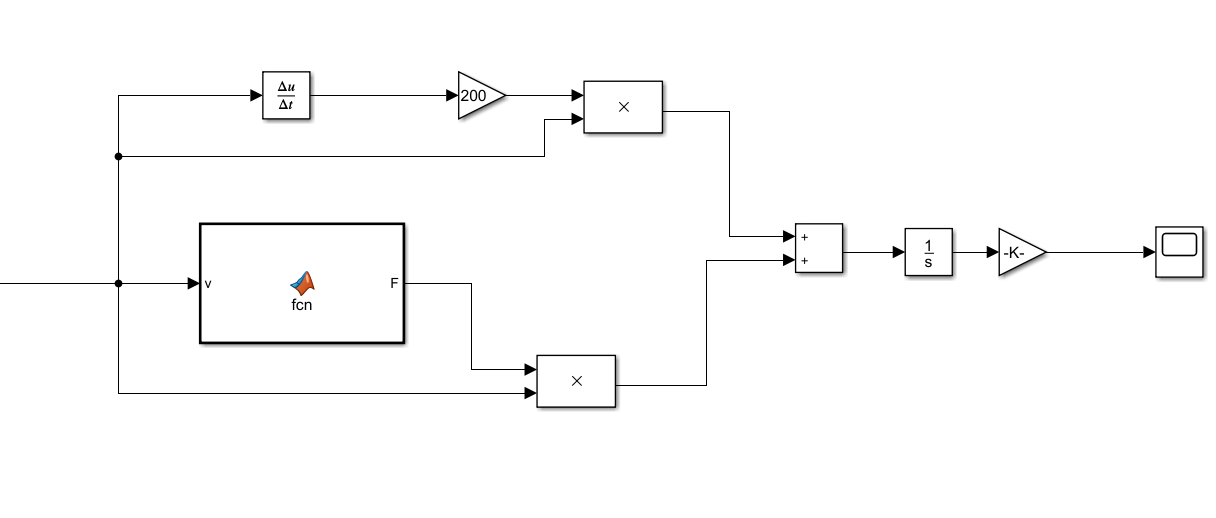 Δu
Δt
200
×
v
F
fcn
×
+
+
1
s
-K-